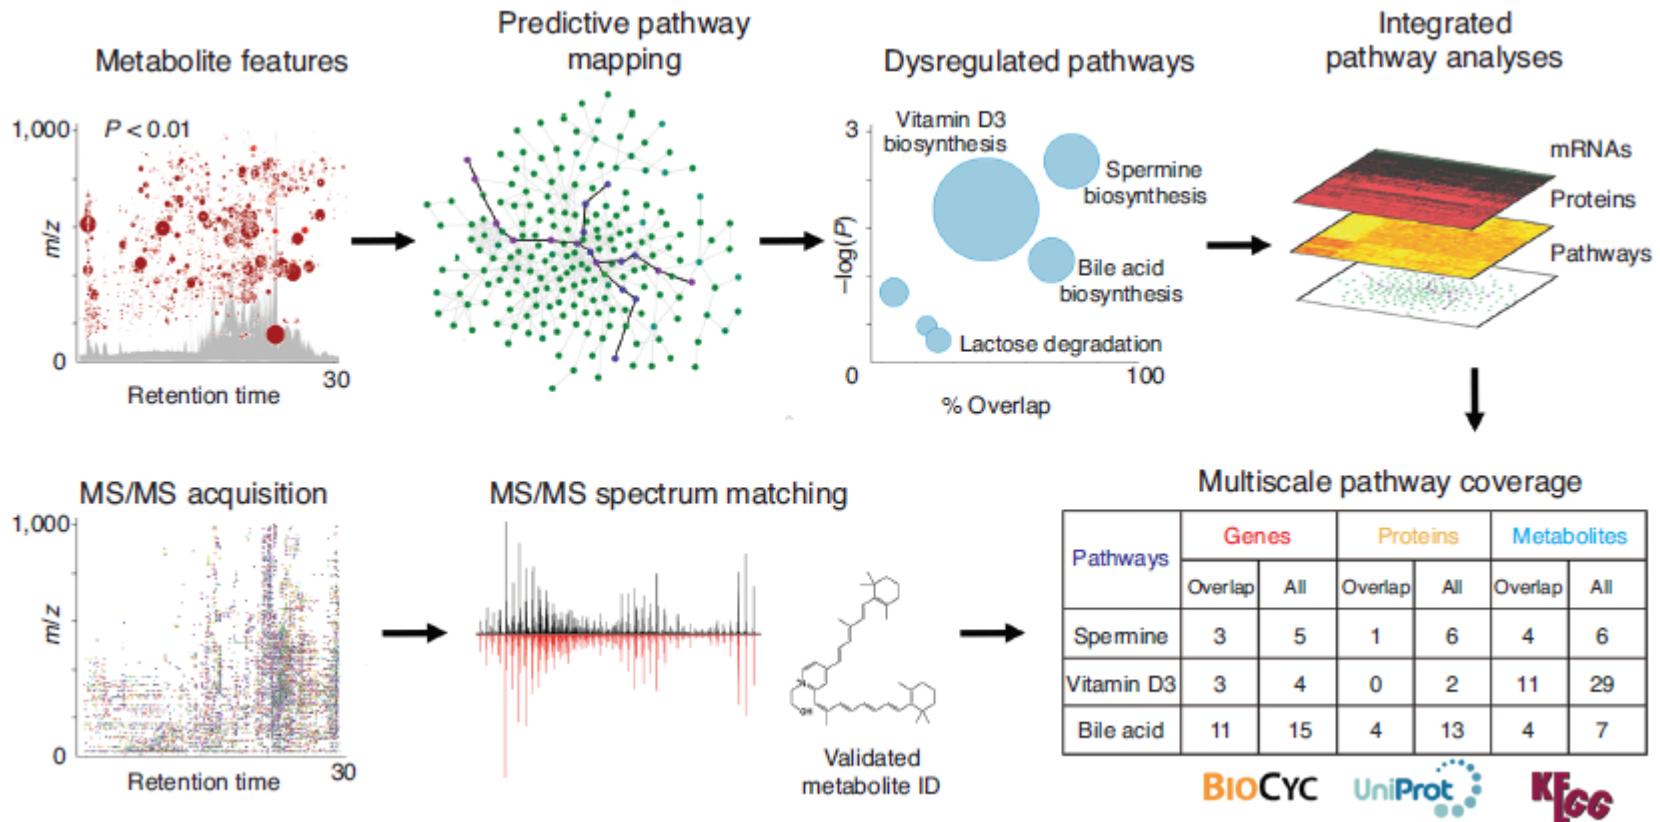 Metabolite features
1,000
P < 0.01
m/z
0
30
Retention time
Predictive pathway
mapping
Dysregulated pathways
3
Vitamin D3
biosynthesis
Spermine
biosynthesis
Bile acid
biosynthesis
Lactose degradation
–log(P)
0
100
% Overlap
Integrated
pathway analyses
mRNAs
Proteins
Pathways
MS/MS acquisition
1,000
m/z
0
30
Retention time
MS/MS spectrum matching
N
OH
Validated
metabolite ID
Multiscale pathway coverage
Pathways Genes Proteins Metabolites
Overlap All Overlap All Overlap All
Spermine 3 5 1 6 4 6
Vitamin D3 3 4 0 2 11 29
Bile acid 11 15 4 13 4 7
BIOCYC
UniProt
KEGG